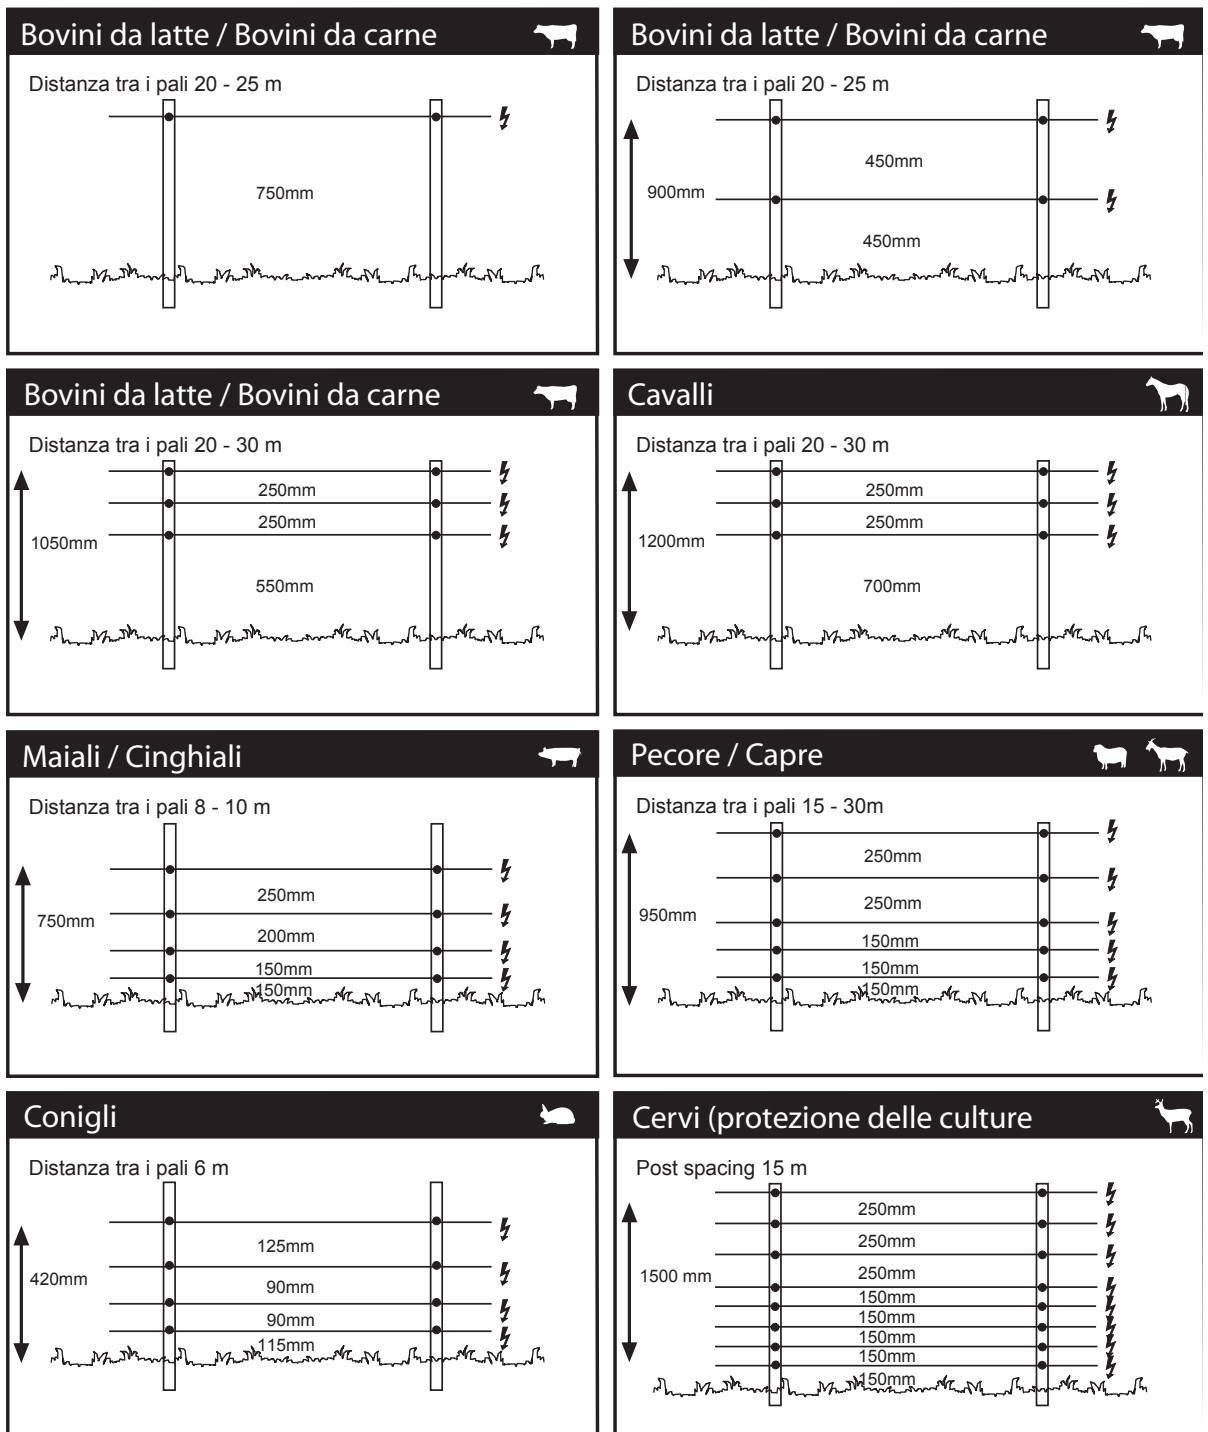 Bovini da latte / Bovini da carne
Distanza tra i pali 20 - 25 m
750mm
Bovini da latte / Bovini da carne
Distanza tra i pali 20 - 25 m
450mm
900mm
450mm
Bovini da latte / Bovini da carne
Distanza tra i pali 20 - 30 m
250mm
250mm
1050mm
550mm
Cavalli
Distanza tra i pali 20 - 30 m
250mm
250mm
1200mm
700mm
Maiali / Cinghiali
Distanza tra i pali 8 - 10 m
250mm
750mm
200mm
150mm
150mm
Pecore / Capre
Distanza tra i pali 15 - 30m
250mm
250mm
950mm
150mm
150mm
150mm
Conigli
Distanza tra i pali 6 m
125mm
420mm
90mm
90mm
115mm
Cervi (protezione delle culture
Post spacing 15 m
250mm
250mm
250mm
1500 mm
150mm
150mm
150mm
150mm
150mm